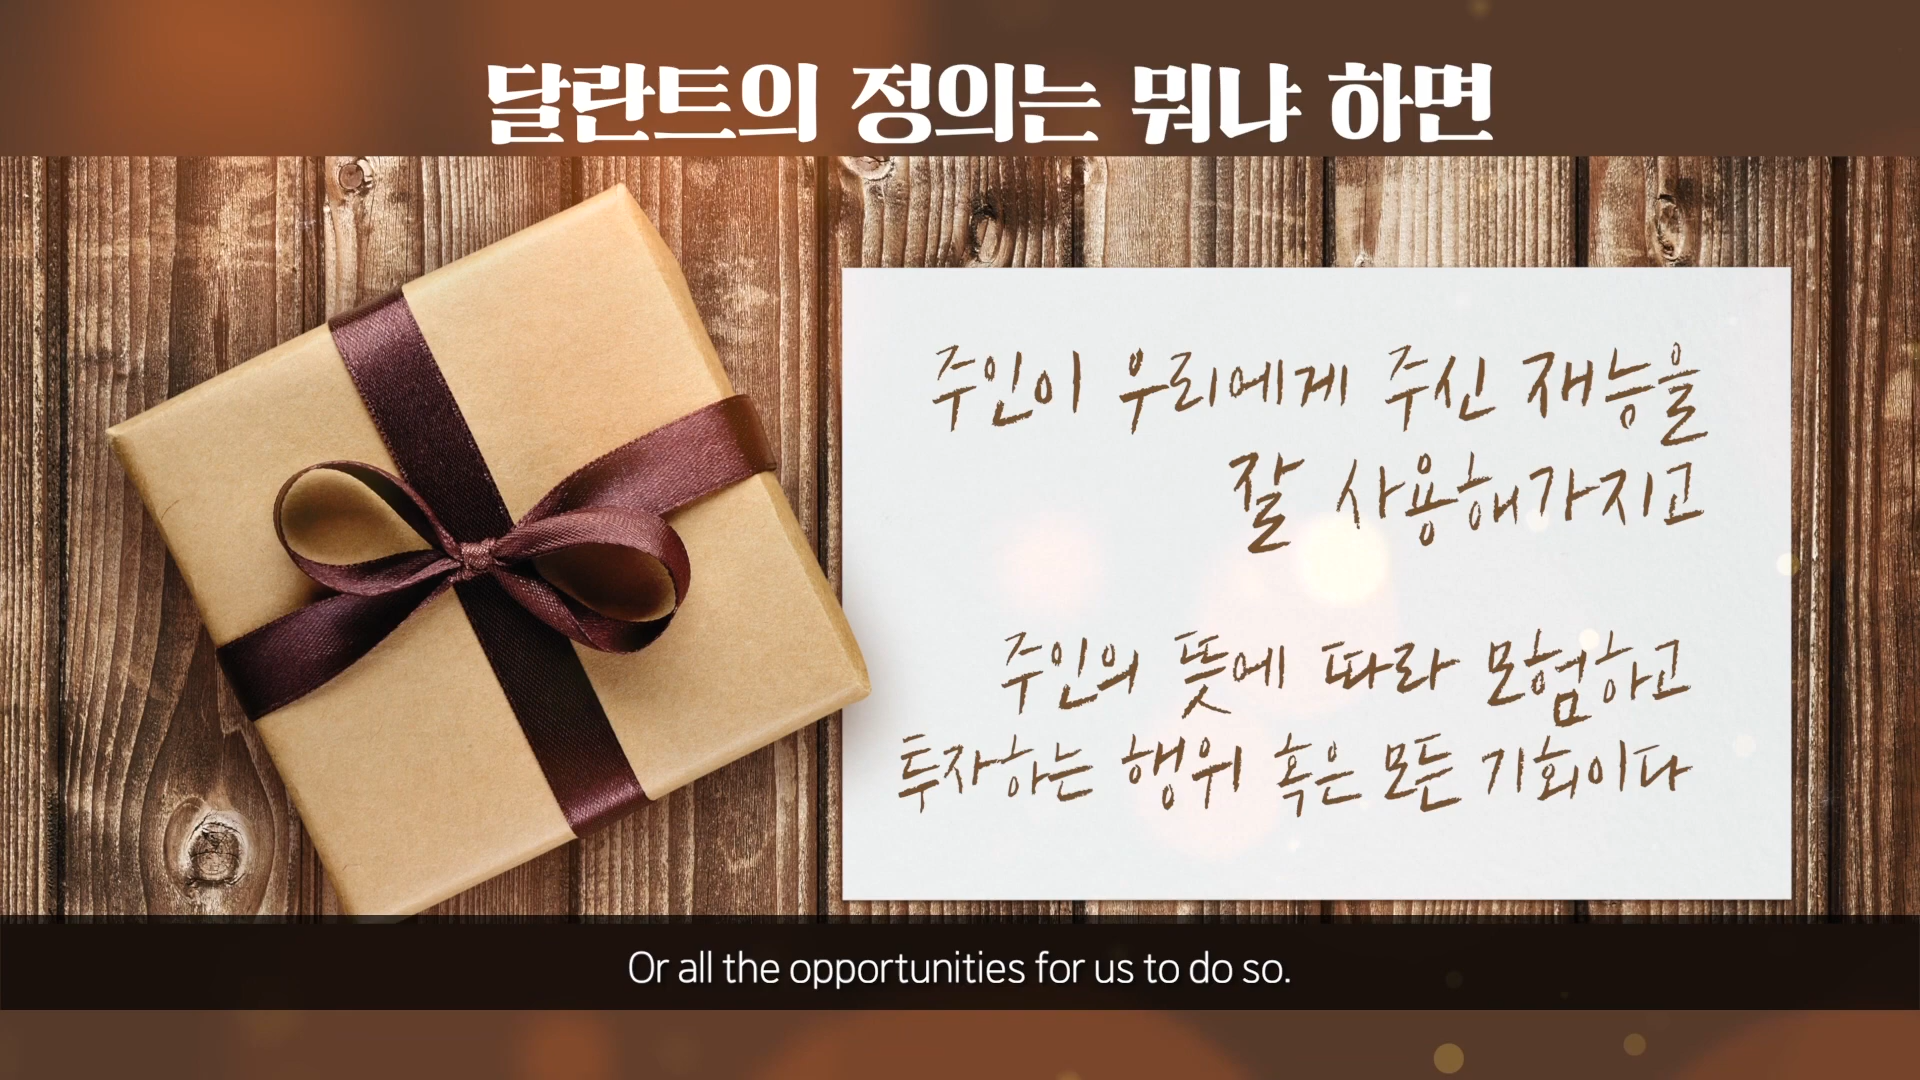 달란트의 정의는 뭐냐 하면
주인이 우리에게 주신 재능을
잘 사용해가지고
주인의 뜻에 따라 모험하고
투자하는 행위 혹은 모든 기회이다
Or all the opportunities for us to do so.